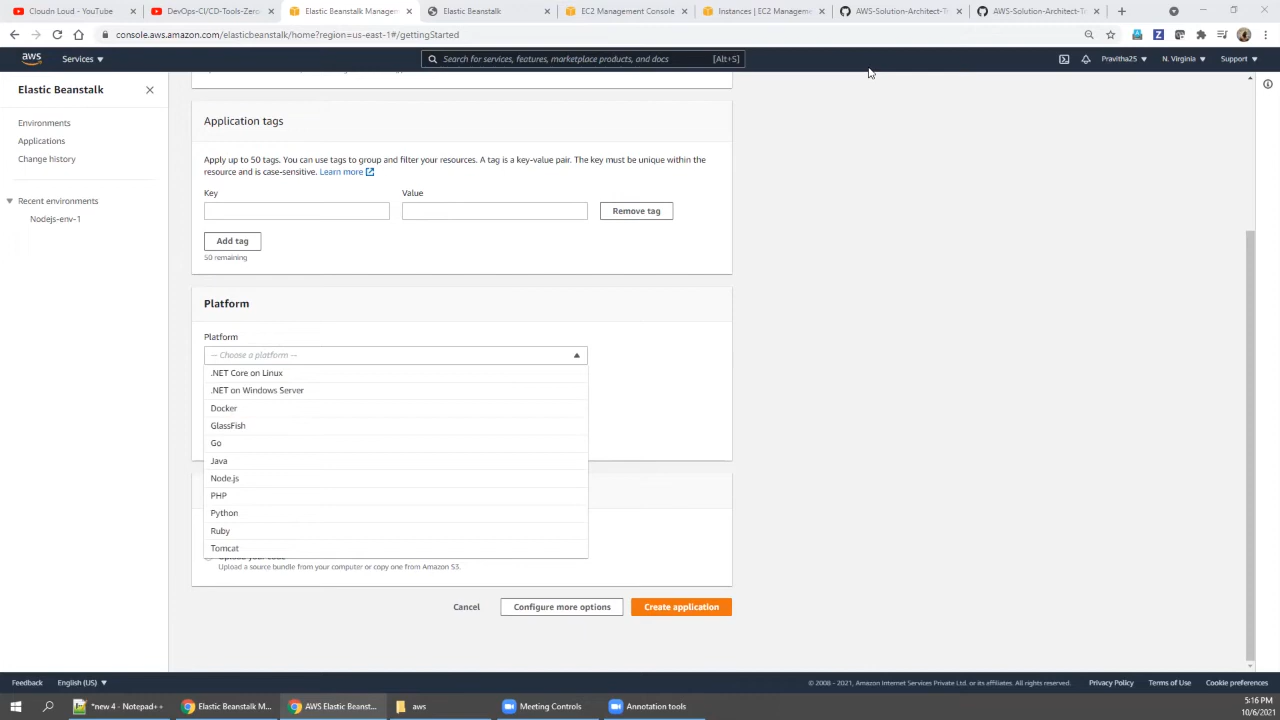 Cloudn Loud - YouTube
DevOps-CI/CD-Tools-Zero-
Elastic Beanstalk Managem
Elastic Beanstalk
EC2 Management Console
Instances | EC2 Managemen
AWS-Solution-Architect-Tr
AWS-Solution-Architect-Tr
console.aws.amazon.com/elasticbeanstalk/home?region=us-east-1#/gettingStarted
aws
Services
Search for services, features, marketplace products, and docs
[Alt+S]
Pravitha25
N. Virginia
Support
Elastic Beanstalk
Environments
Applications
Change history
Recent environments
Nodejs-env-1
Application tags
Apply up to 50 tags. You can use tags to group and filter your resources. A tag is a key-value pair. The key must be unique within the
resource and is case-sensitive. Learn more
Key
Value
Remove tag
Add tag
50 remaining
Platform
Platform
-- Choose a platform --
.NET Core on Linux
.NET on Windows Server
Docker
GlassFish
Go
Java
Node.js
PHP
Python
Ruby
Tomcat
Upload a source bundle from your computer or copy one from Amazon S3.
Cancel
Configure more options
Create application
Feedback
English (US)
© 2008 - 2021, Amazon Internet Services Private Ltd. or its affiliates. All rights reserved.
Privacy Policy
Terms of Use
Cookie preferences
*new 4 - Notepad++
Elastic Beanstalk M...
AWS Elastic Beanst...
aws
Meeting Controls
Annotation tools
5:16 PM
10/6/2021